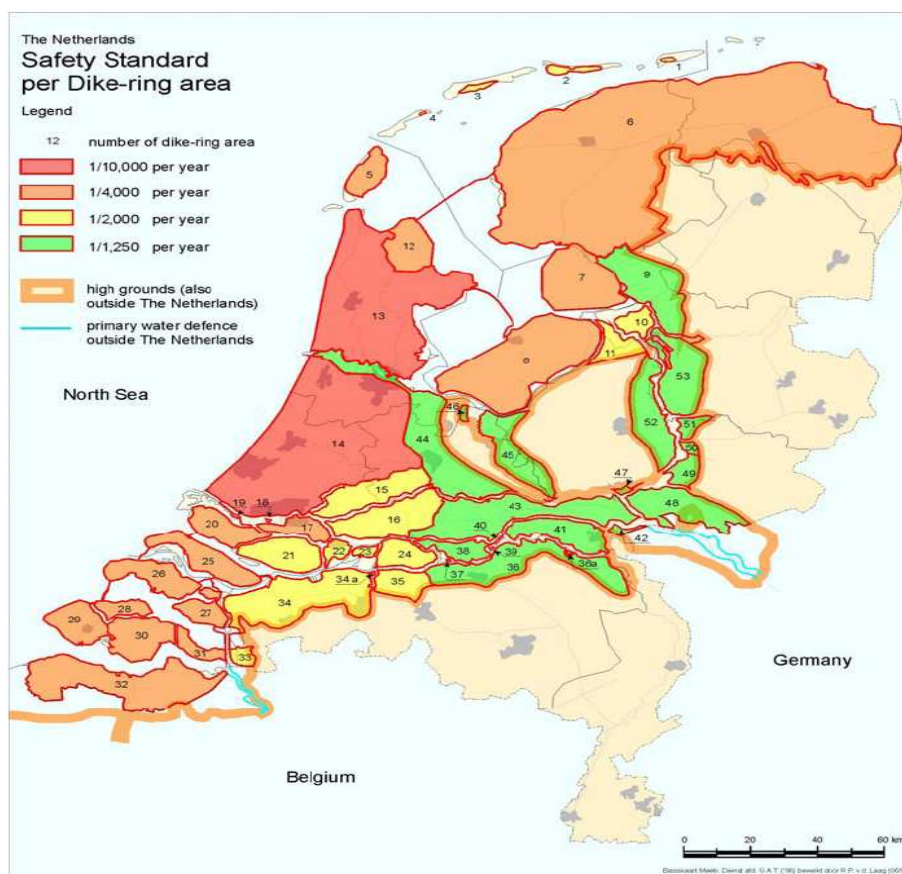 The Netherlands
Safety Standard
per Dike-ring area
Legend
12 number of dike-ring area
1/10,000 per year
1/4,000 per year
1/2,000 per year
1/1,250 per year
high grounds (also
outside The Netherlands)
primary water defence
outside The Netherlands
North Sea
Germany
Belgium
1
2
3
4
5
6
7
12
9
13
10
11
8
53
46
14
44
45
52
51
50
49
47
48
15
43
19
18
16
20
17
40
41
42
21
22
23
24
38
39
25
34a
37
36
36a
26
35
34
28
27
29
30
31
33
32
0 20 40 60 km